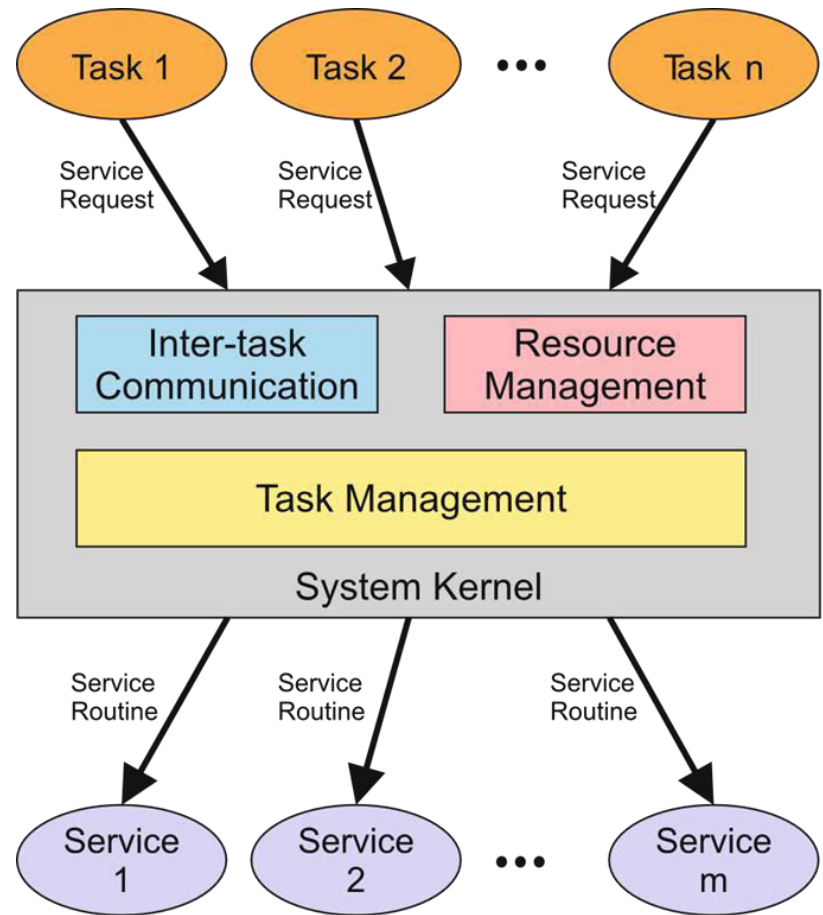 Task 1
Task 2
•••
Task n
Service
Request
Service
Request
Service
Request
Inter-task
Communication
Resource
Management
Task Management
System Kernel
Service
Routine
Service
Routine
Service
Routine
Service
1
Service
2
•••
Service
m